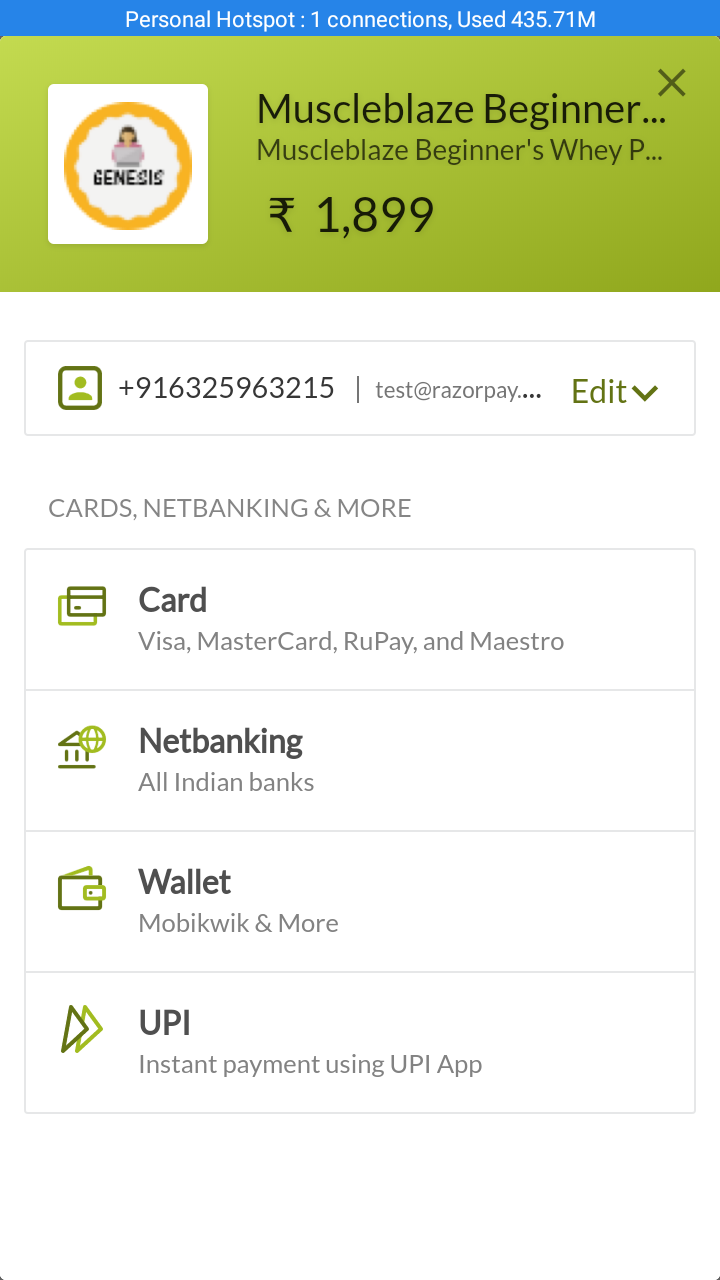 Personal Hotspot : 1 connections, Used 435.71M
GENESIS
Muscleblaze Beginner...
Muscleblaze Beginner's Whey P...
₹ 1,899
+916325963215 | test@razorpay.... Edit
CARDS, NETBANKING & MORE
Card
Visa, MasterCard, RuPay, and Maestro
Netbanking
All Indian banks
Wallet
Mobikwik & More
UPI
Instant payment using UPI App